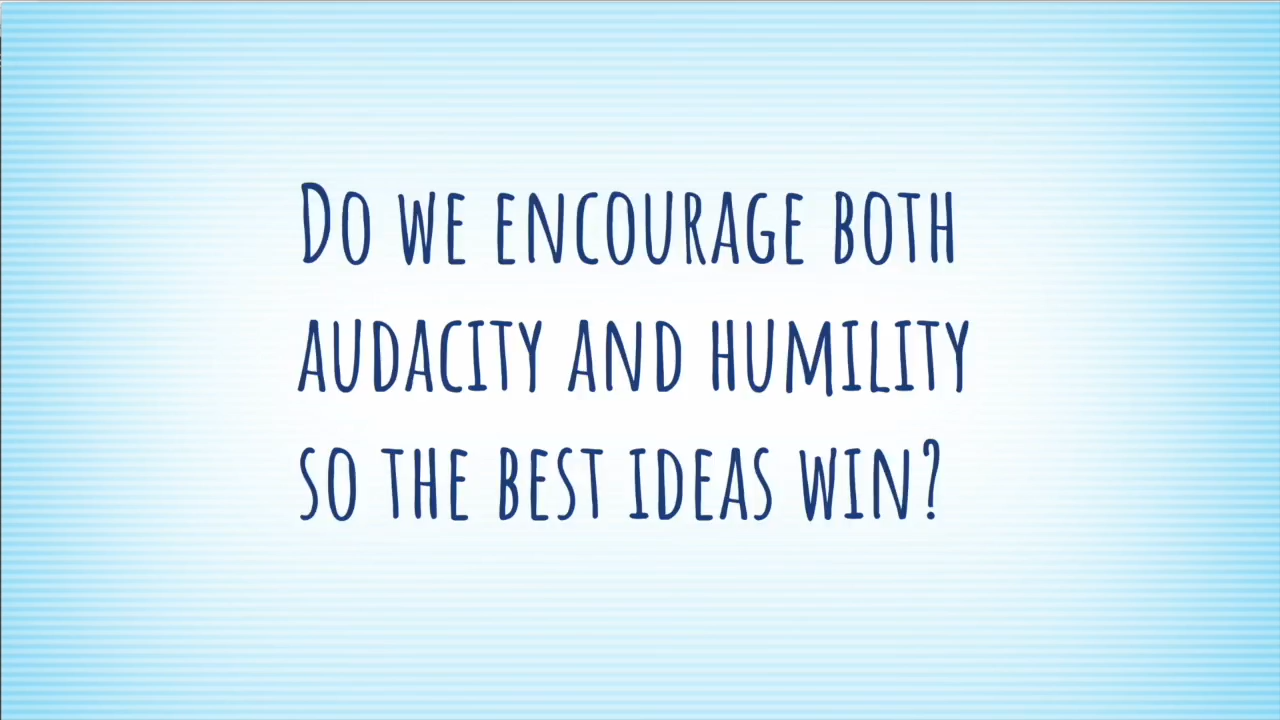 Do we encourage both
audacity and humility
so the best ideas win?